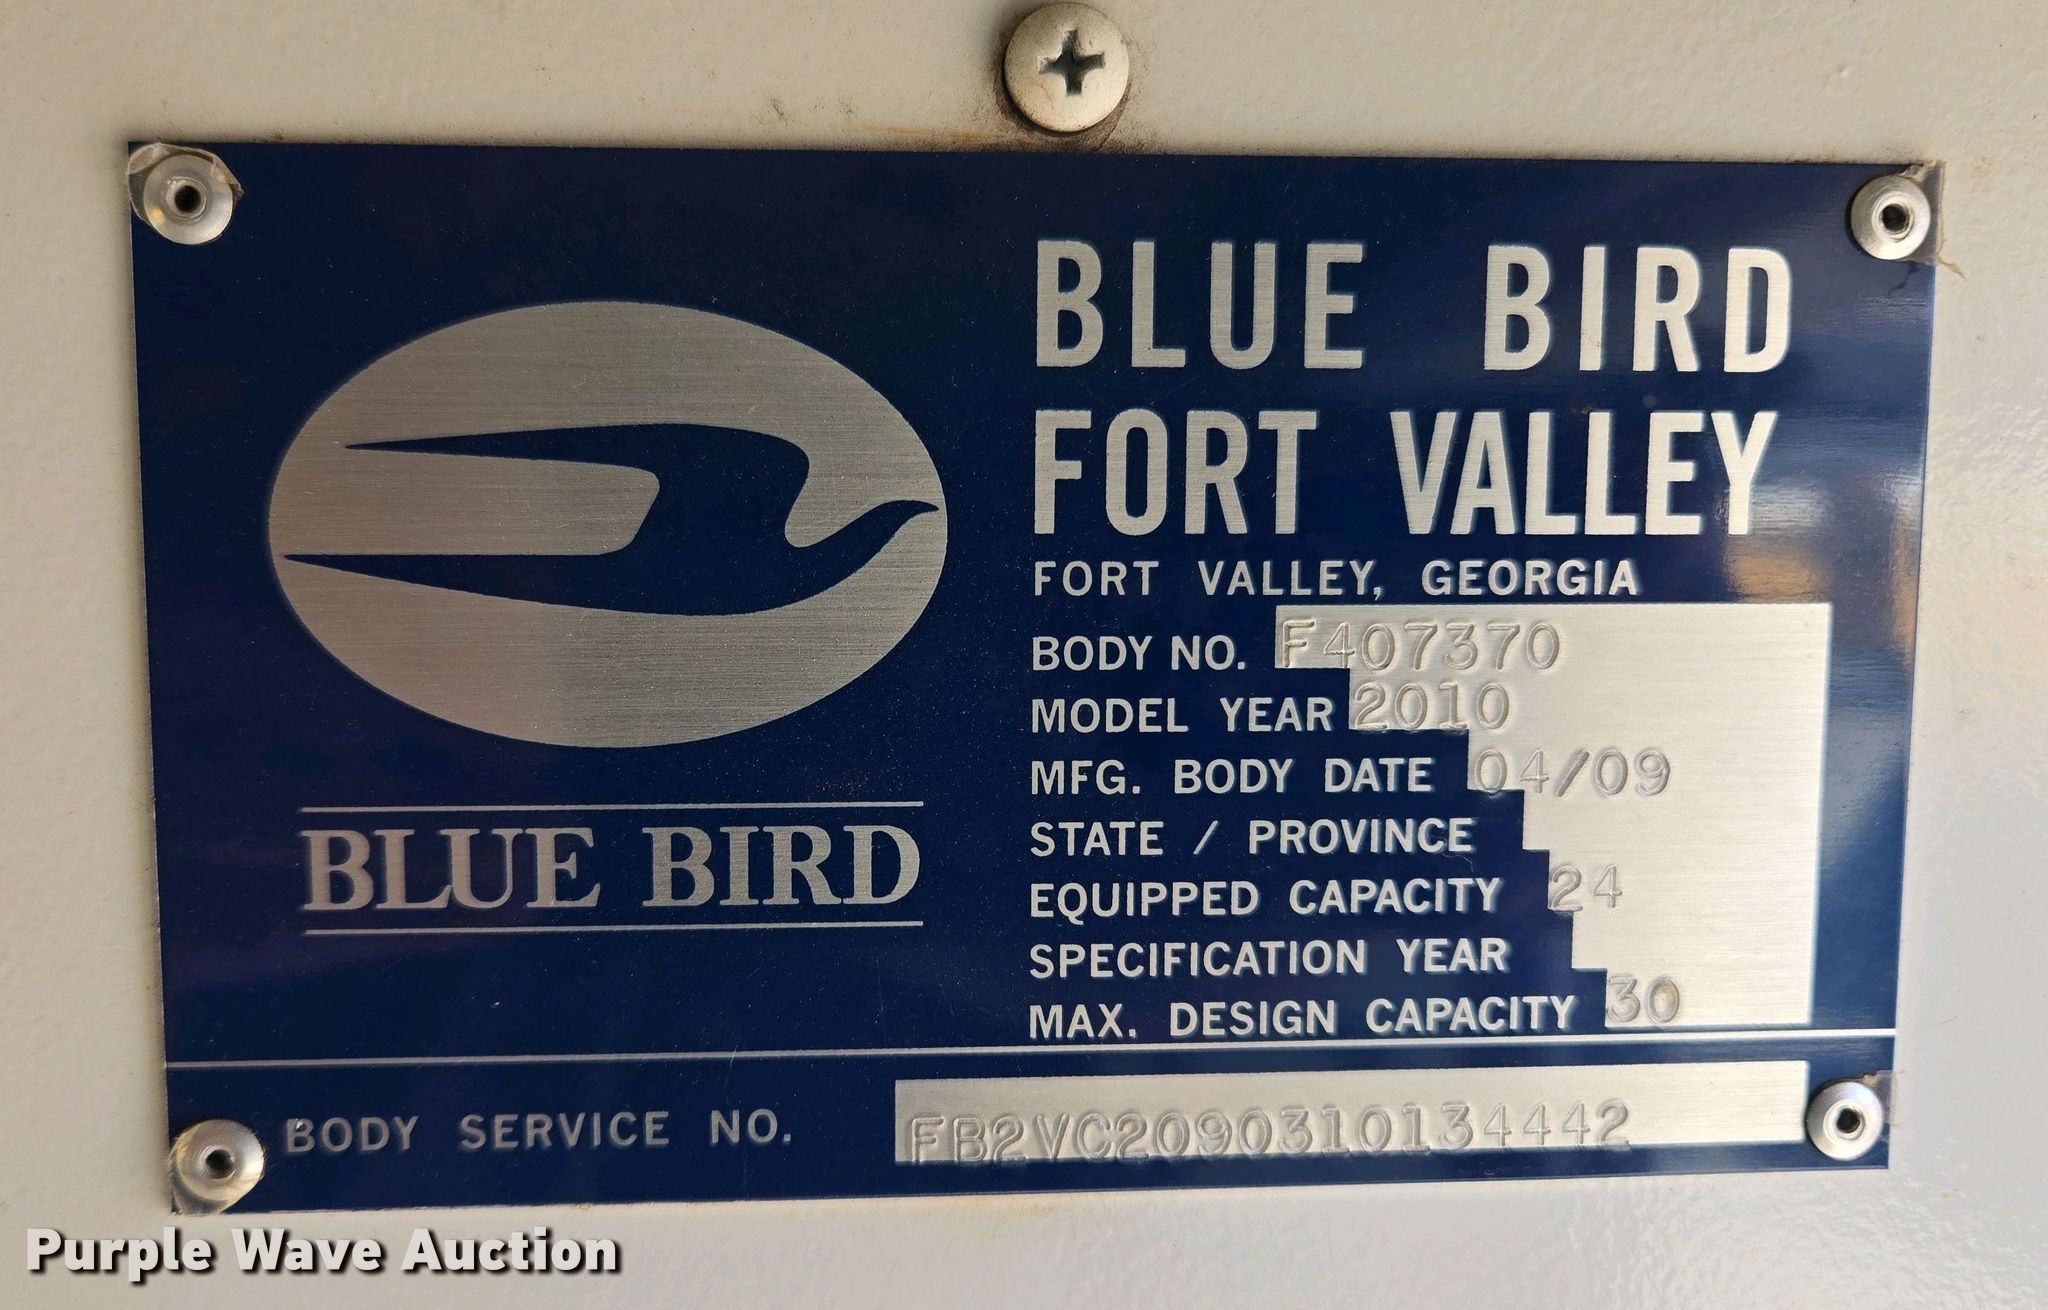 BLUE BIRD
FORT VALLEY
FORT VALLEY, GEORGIA
BODY NO. F407370
MODEL YEAR 2010
MFG. BODY DATE 04/09
STATE / PROVINCE
EQUIPPED CAPACITY 24
SPECIFICATION YEAR
MAX. DESIGN CAPACITY 30
BLUE BIRD
BODY SERVICE NO. FB2VC2090310134442
Purple Wave Auction